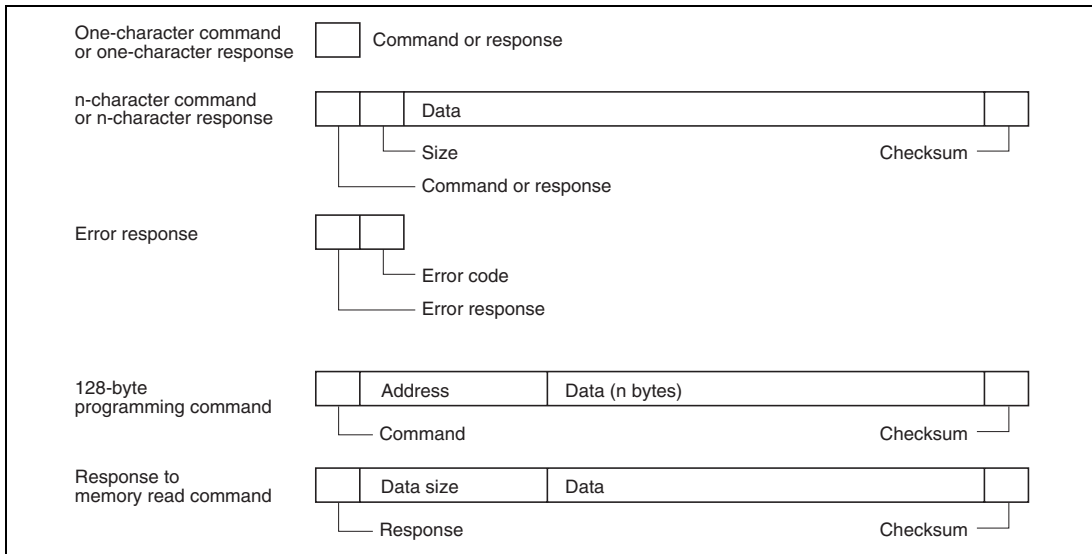 One-character command
or one-character response
Command or response
n-character command
or n-character response
Data
Size
Checksum
Command or response
Error response
Error code
Error response
128-byte
programming command
Address
Data (n bytes)
Command
Checksum
Response to
memory read command
Data size
Data
Response
Checksum